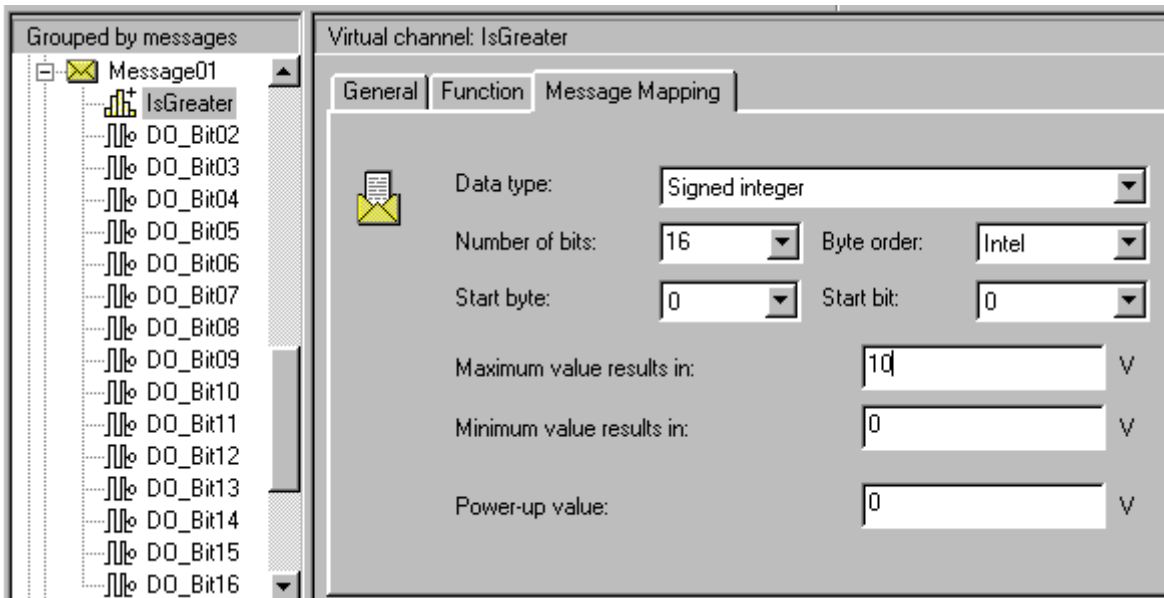 Grouped by messages
Message01
IsGreater
DO_Bit02
DO_Bit03
DO_Bit04
DO_Bit05
DO_Bit06
DO_Bit07
DO_Bit08
DO_Bit09
DO_Bit10
DO_Bit11
DO_Bit12
DO_Bit13
DO_Bit14
DO_Bit15
DO_Bit16
Virtual channel: IsGreater
General Function Message Mapping
Data type: Signed integer
Number of bits: 16 Byte order: Intel
Start byte: 0 Start bit: 0
Maximum value results in: 10 V
Minimum value results in: 0 V
Power-up value: 0 V